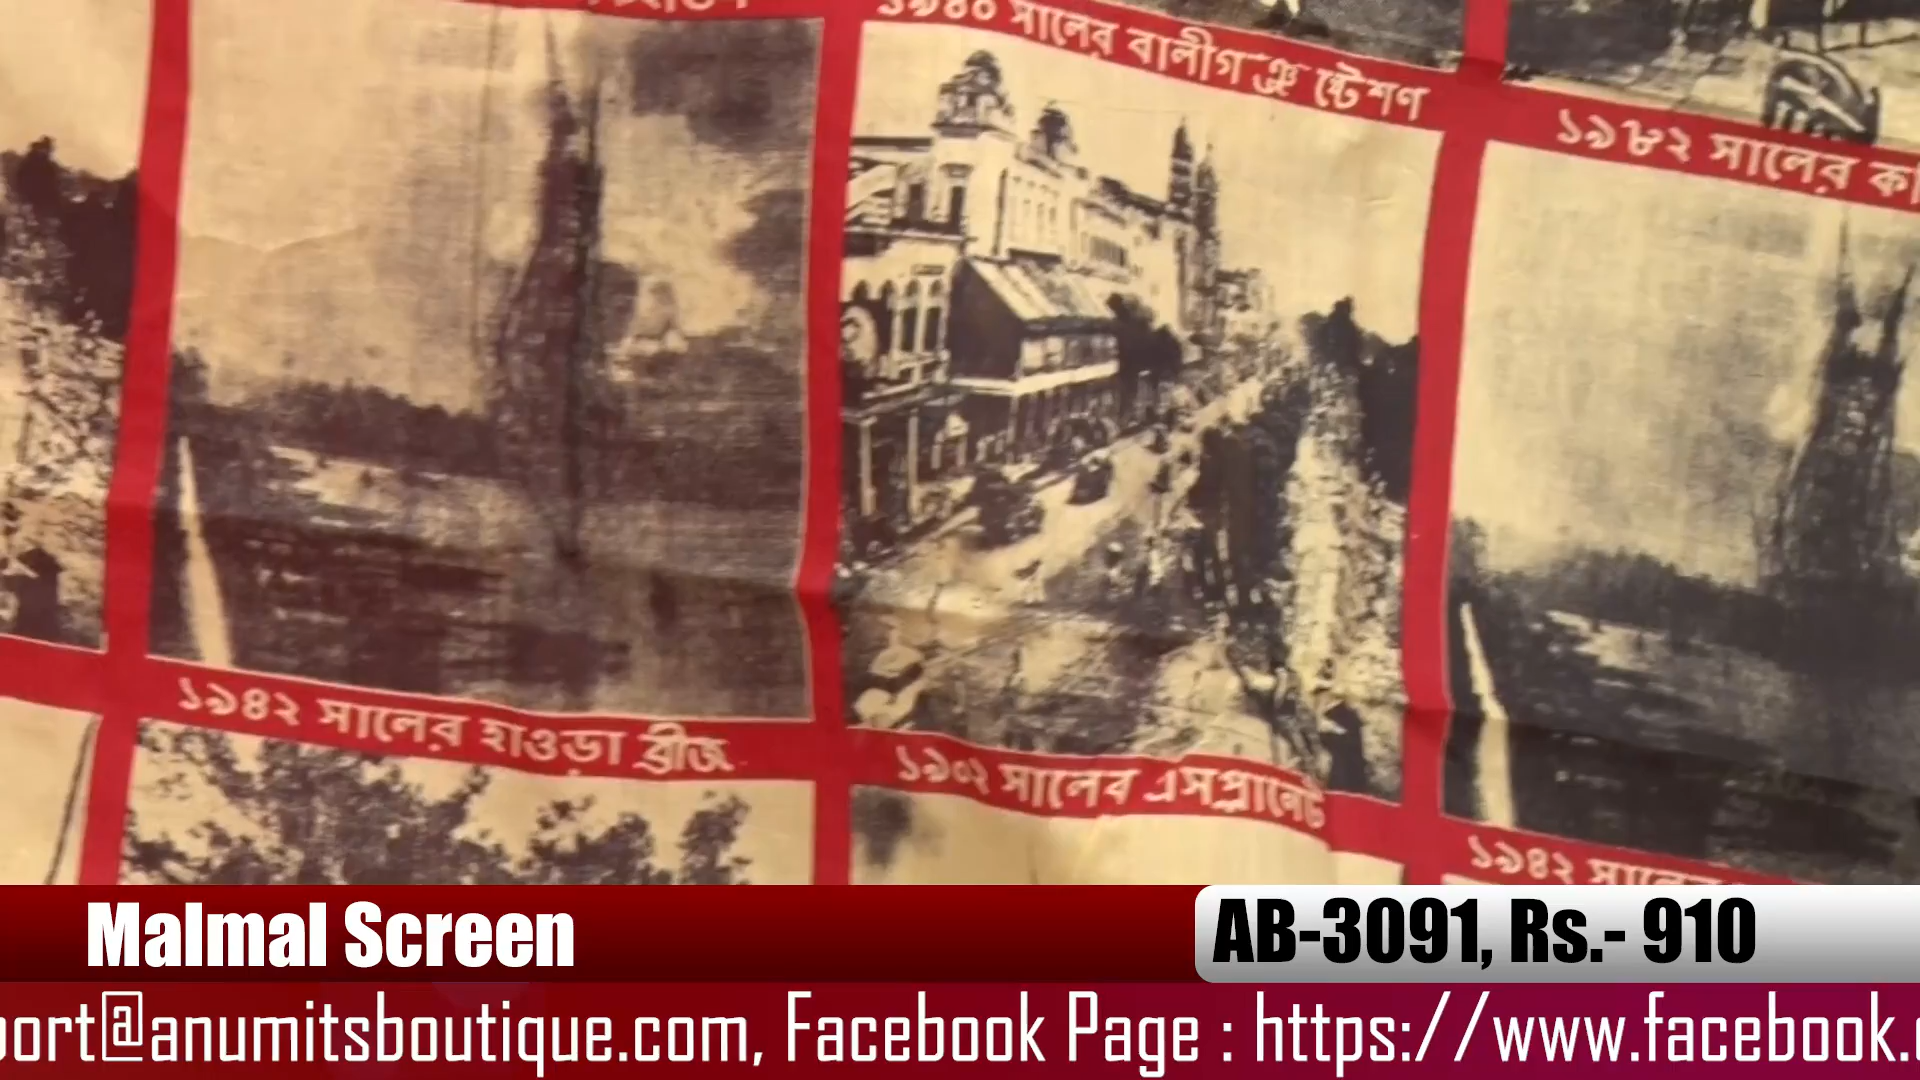 ১৯৪০ সালের বালীগঞ্জ ষ্টেশণ
১৯৮২ সালের
১৯৪২ সালের হাওড়া ব্রীজ
১৯০২ সালের এসপ্লানেট
১৯৪২ সালের
Malmal Screen
AB-3091, Rs.- 910
port@anumitsboutique.com, Facebook Page : https://www.facebook.